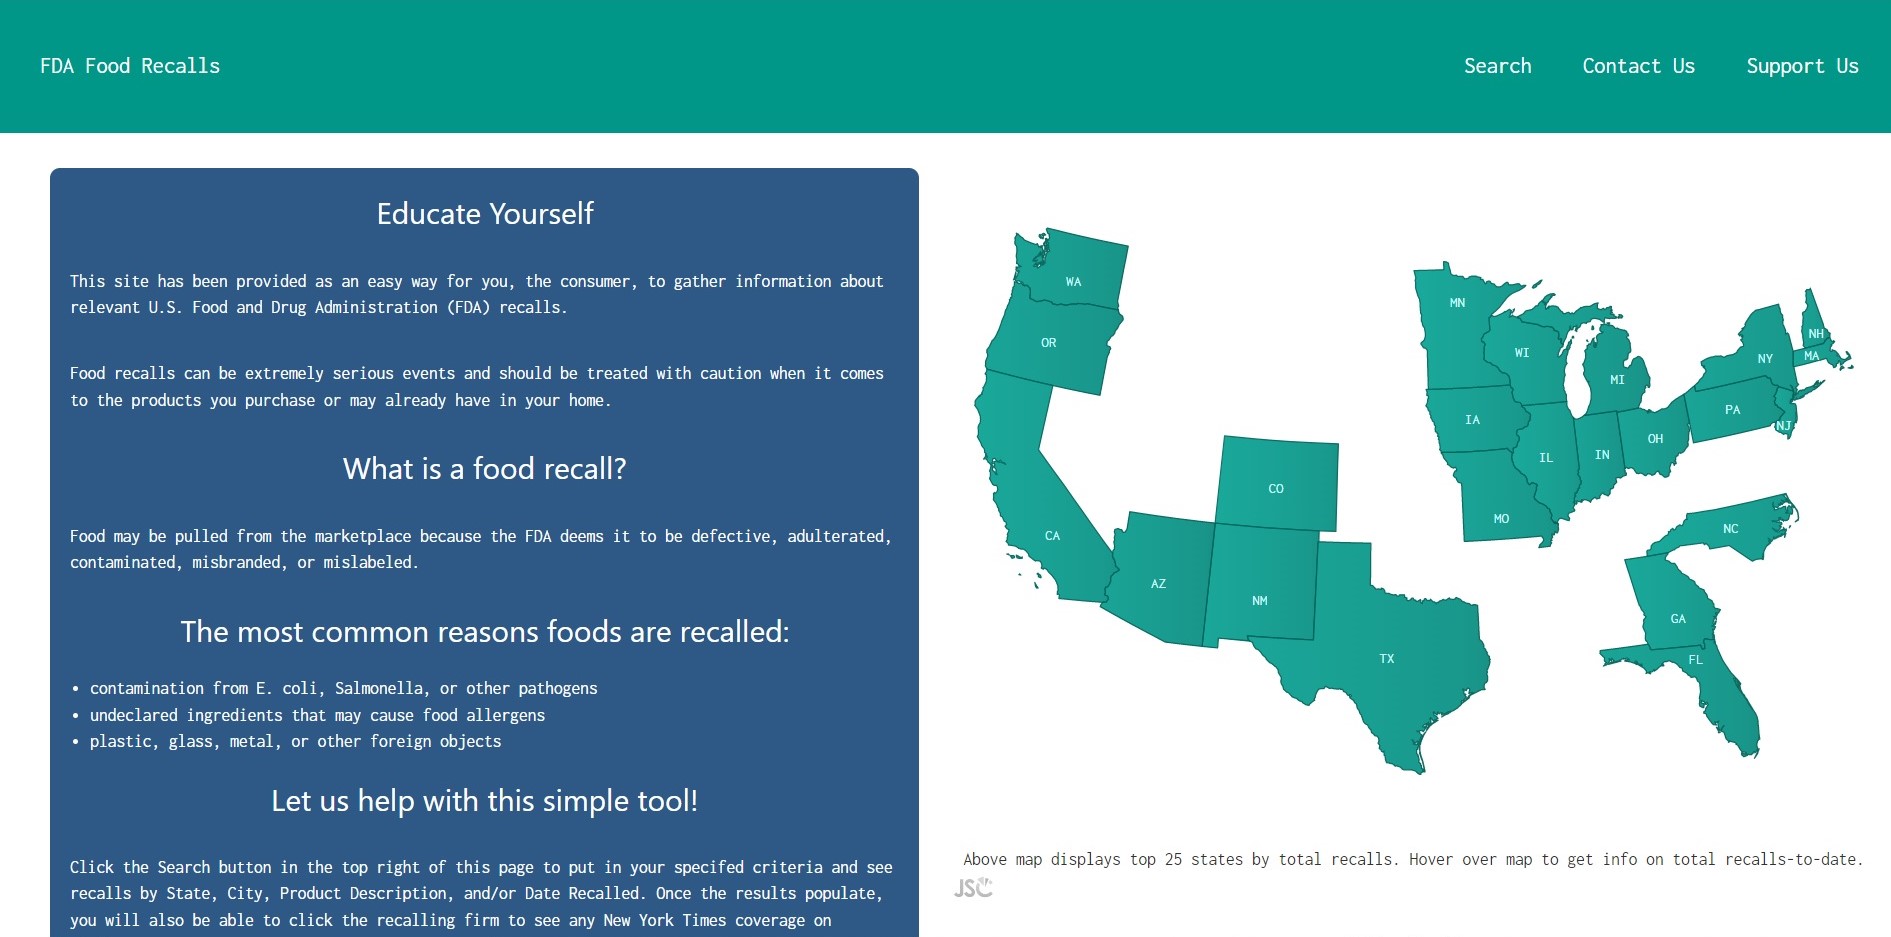 FDA Food Recalls
Search
Contact Us
Support Us
Educate Yourself
This site has been provided as an easy way for you, the consumer, to gather information about
relevant U.S. Food and Drug Administration (FDA) recalls.
Food recalls can be extremely serious events and should be treated with caution when it comes
to the products you purchase or may already have in your home.
What is a food recall?
Food may be pulled from the marketplace because the FDA deems it to be defective, adulterated,
contaminated, misbranded, or mislabeled.
The most common reasons foods are recalled:
• contamination from E. coli, Salmonella, or other pathogens
• undeclared ingredients that may cause food allergens
• plastic, glass, metal, or other foreign objects
Let us help with this simple tool!
Click the Search button in the top right of this page to put in your specifed criteria and see
recalls by State, City, Product Description, and/or Date Recalled. Once the results populate,
you will also be able to click the recalling firm to see any New York Times coverage on
WA
OR
CA
AZ
NM
CO
TX
MN
WI
MI
IA
IL
IN
OH
MO
NY
NH
MA
PA
NJ
NC
GA
FL
Above map displays top 25 states by total recalls. Hover over map to get info on total recalls-to-date.
JSC